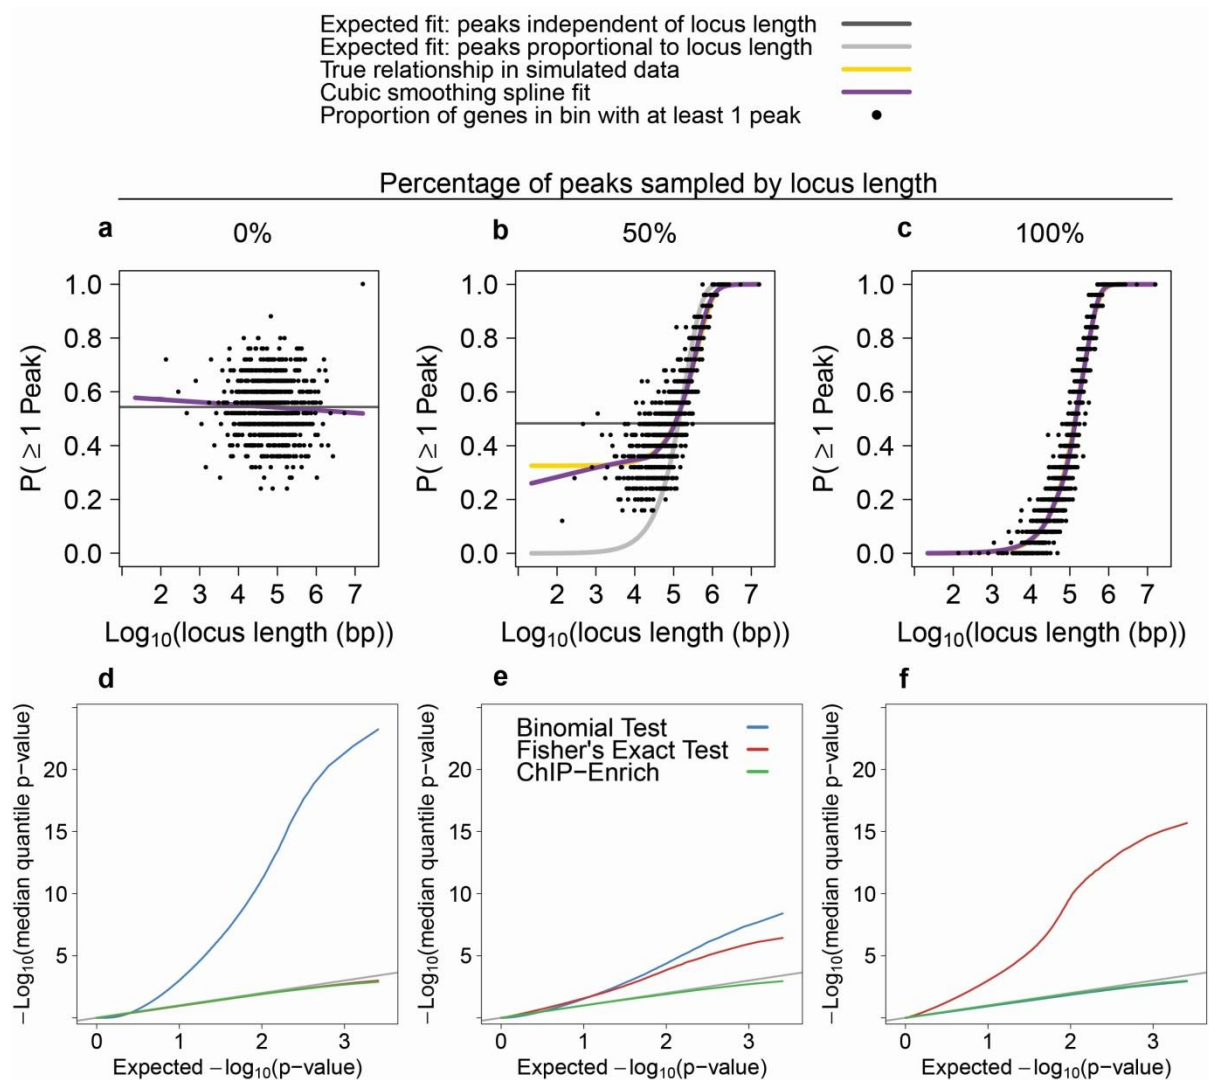 Expected fit: peaks independent of locus length
Expected fit: peaks proportional to locus length
True relationship in simulated data
Cubic smoothing spline fit
Proportion of genes in bin with at least 1 peak
Percentage of peaks sampled by locus length
a 0%
b 50%
c 100%
P( ≥ 1 Peak)
1.0
0.8
0.6
0.4
0.2
0.0
2 3 4 5 6 7
Log₁₀(locus length (bp))
P( ≥ 1 Peak)
1.0
0.8
0.6
0.4
0.2
0.0
2 3 4 5 6 7
Log₁₀(locus length (bp))
P( ≥ 1 Peak)
1.0
0.8
0.6
0.4
0.2
0.0
2 3 4 5 6 7
Log₁₀(locus length (bp))
d
−Log₁₀(median quantile p−value)
20
15
10
5
0 1 2 3
Expected −log₁₀(p−value)
e
−Log₁₀(median quantile p−value)
Binomial Test
Fisher's Exact Test
ChIP−Enrich
20
15
10
5
0 1 2 3
Expected −log₁₀(p−value)
f
−Log₁₀(median quantile p−value)
20
15
10
5
0 1 2 3
Expected −log₁₀(p−value)